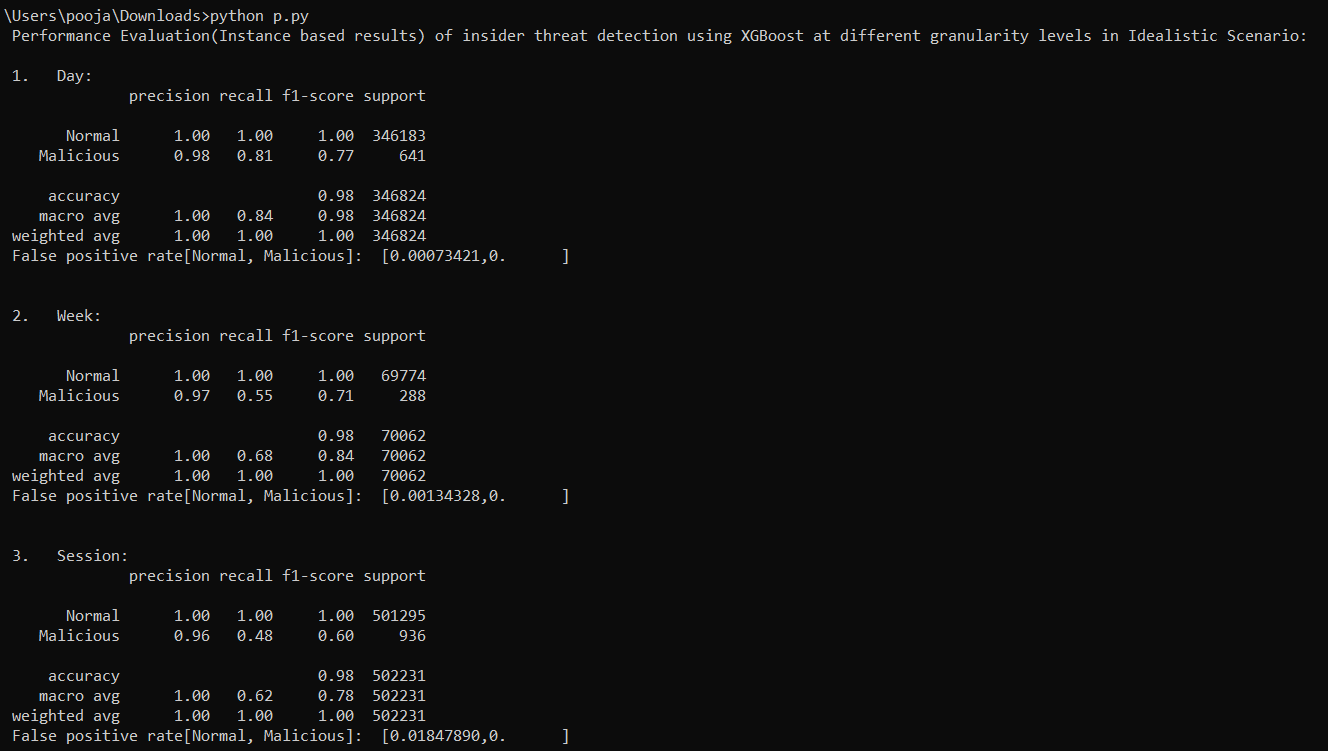 \Users\pooja\Downloads>python p.py
Performance Evaluation(Instance based results) of insider threat detection using XGBoost at different granularity levels in Idealistic Scenario:
1. Day:
precision recall f1-score support
Normal 1.00 1.00 1.00 346183
Malicious 0.98 0.81 0.77 641
accuracy 0.98 346824
macro avg 1.00 0.84 0.98 346824
weighted avg 1.00 1.00 1.00 346824
False positive rate[Normal, Malicious]: [0.00073421,0. ]
2. Week:
precision recall f1-score support
Normal 1.00 1.00 1.00 69774
Malicious 0.97 0.55 0.71 288
accuracy 0.98 70062
macro avg 1.00 0.68 0.84 70062
weighted avg 1.00 1.00 1.00 70062
False positive rate[Normal, Malicious]: [0.00134328,0. ]
3. Session:
precision recall f1-score support
Normal 1.00 1.00 1.00 501295
Malicious 0.96 0.48 0.60 936
accuracy 0.98 502231
macro avg 1.00 0.62 0.78 502231
weighted avg 1.00 1.00 1.00 502231
False positive rate[Normal, Malicious]: [0.01847890,0. ]